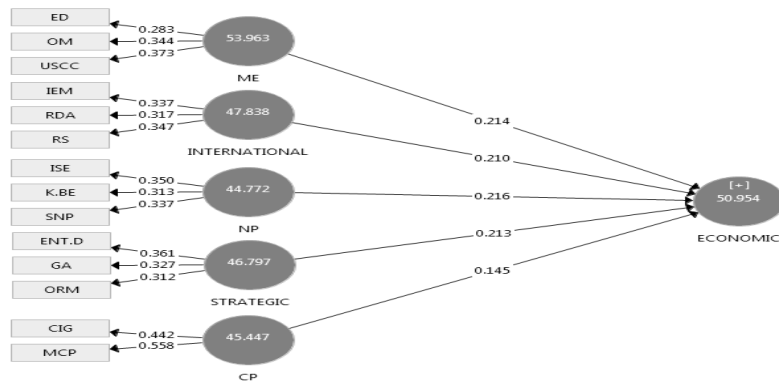 ED
0.283
OM
0.344
USCC
0.373
53.963
ME
IEM
0.337
RDA
0.317
RS
0.347
47.838
INTERNATIONAL
ISE
0.350
K.BE
0.313
SNP
0.337
44.772
NP
ENT.D
0.361
GA
0.327
ORM
0.312
46.797
STRATEGIC
CIG
0.442
MCP
0.558
45.447
CP
0.214
0.210
0.216
0.213
0.145
[+]
50.954
ECONOMIC